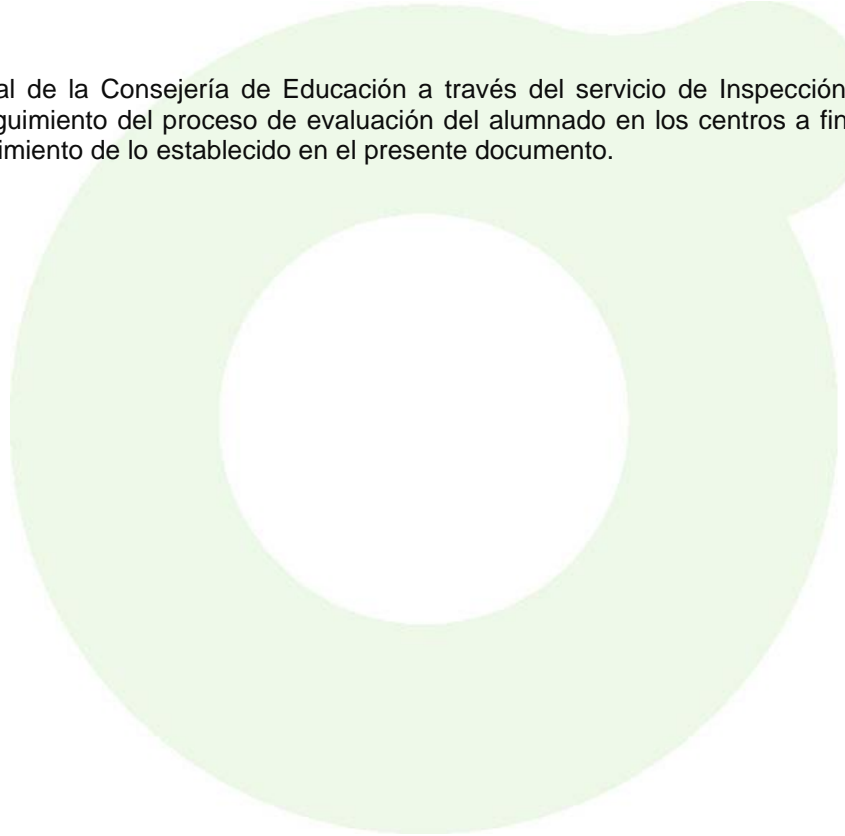 al de la Consejería de Educación a través del servicio de Inspección
guimiento del proceso de evaluación del alumnado en los centros a fin
imiento de lo establecido en el presente documento.